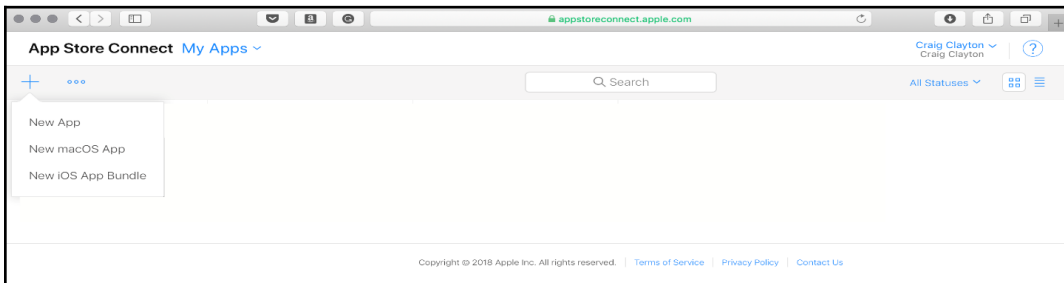 appstoreconnect.apple.com
App Store Connect My Apps
Craig Clayton
Craig Clayton
?
Search
All Statuses
New App
New macOS App
New iOS App Bundle
Copyright © 2018 Apple Inc. All rights reserved. | Terms of Service | Privacy Policy | Contact Us